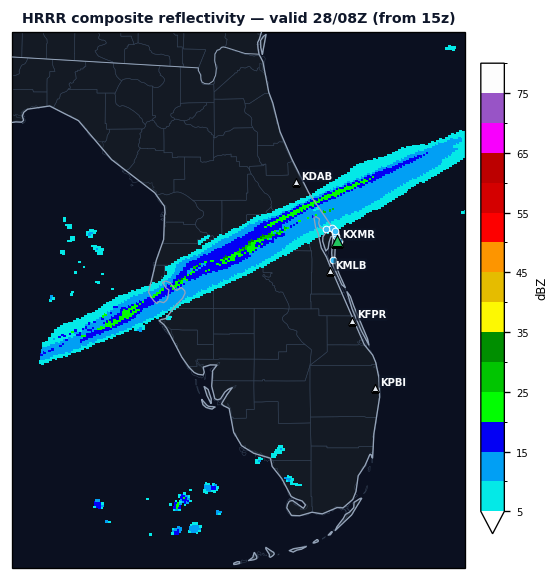 HRRR composite reflectivity — valid 28/08Z (from 15z)
KDAB
KXMR
KMLB
KFPR
KPBI
75
65
55
45
35
25
15
5
dBZ